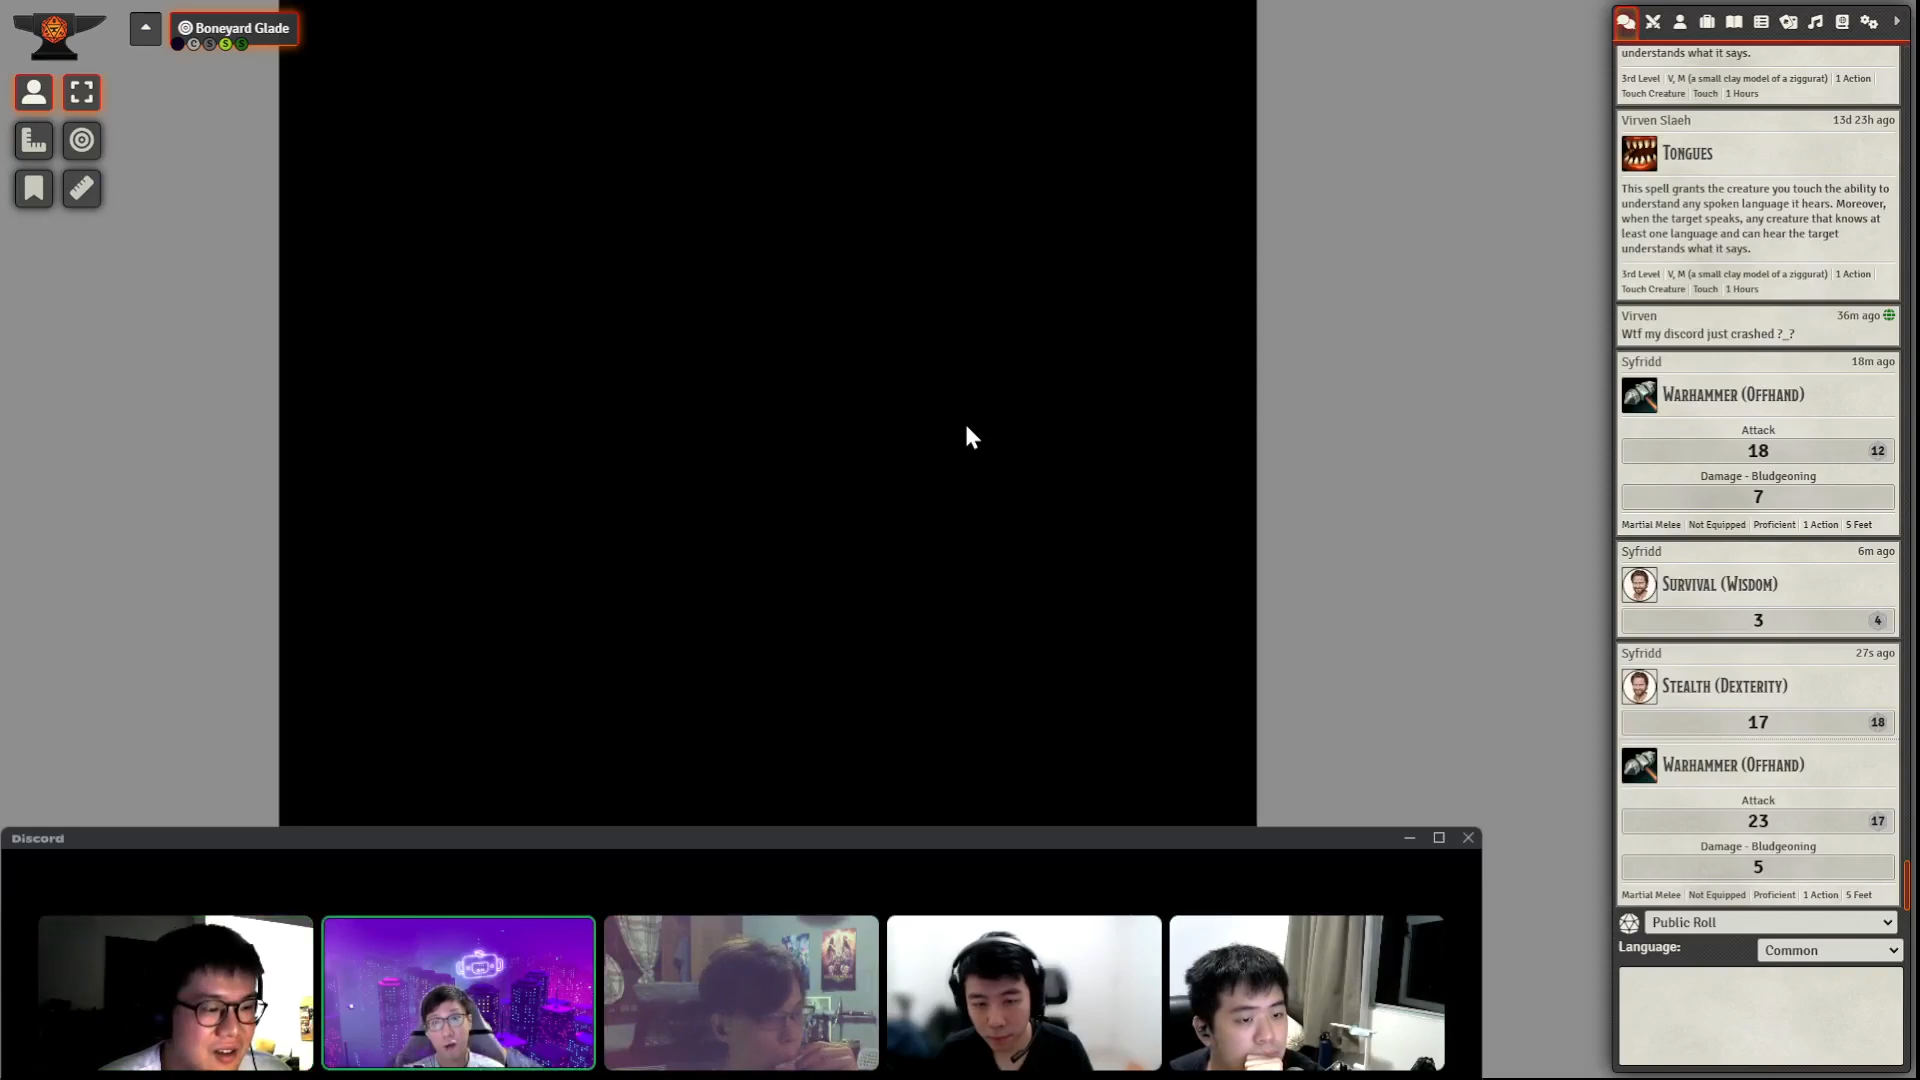 Boneyard Glade
C S S S
understands what it says.
3rd Level V, M (a small clay model of a ziggurat) 1 Action
Touch Creature Touch 1 Hours
Virven Slaeh 13d 23h ago
Tongues
This spell grants the creature you touch the ability to
understand any spoken language it hears. Moreover,
when the target speaks, any creature that knows at
least one language and can hear the target
understands what it says.
3rd Level V, M (a small clay model of a ziggurat) 1 Action
Touch Creature Touch 1 Hours
Virven 36m ago
Wtf my discord just crashed ?_?
Syfridd 18m ago
Warhammer (Offhand)
Attack
18 12
Damage - Bludgeoning
7
Martial Melee Not Equipped Proficient 1 Action 5 Feet
Syfridd 6m ago
Survival (Wisdom)
3 4
Syfridd 27s ago
Stealth (Dexterity)
17 18
Warhammer (Offhand)
Attack
23 17
Damage - Bludgeoning
5
Martial Melee Not Equipped Proficient 1 Action 5 Feet
Public Roll
Language: Common
Discord